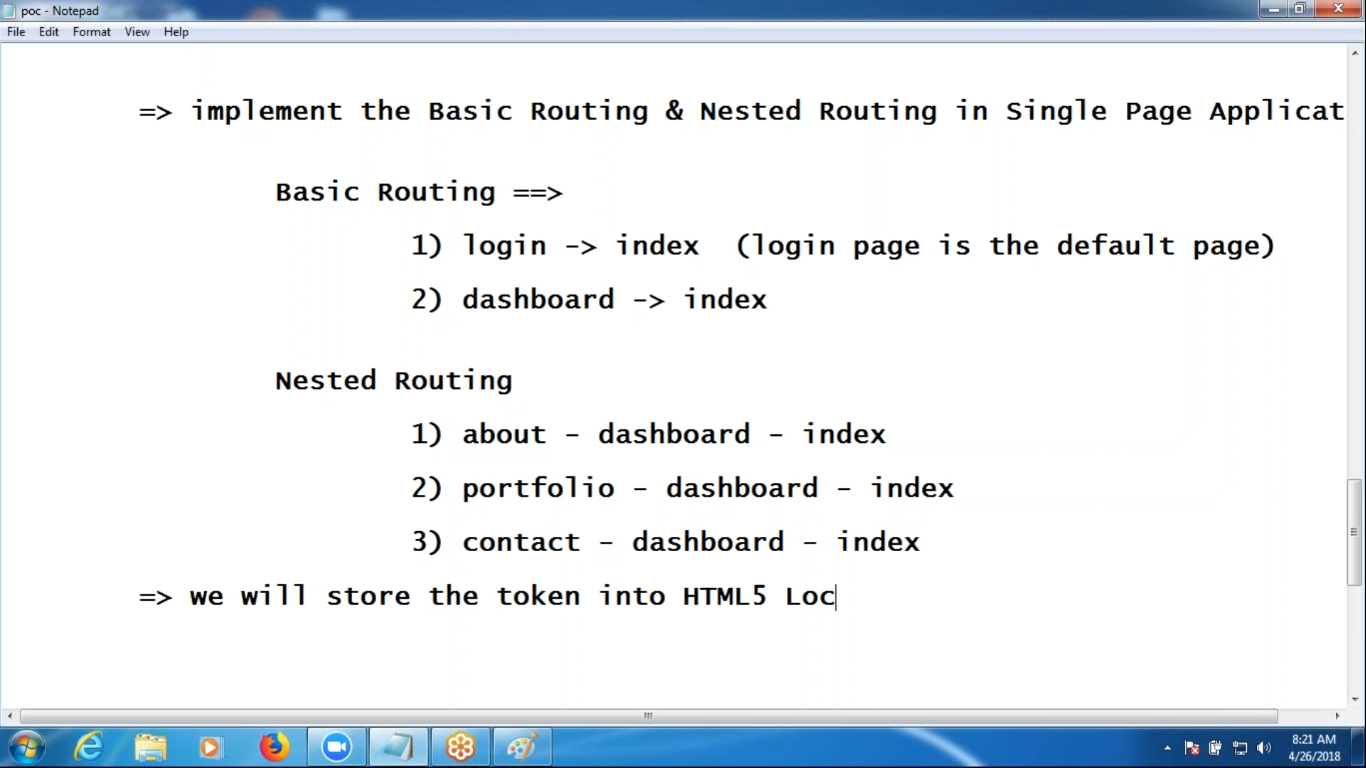 poc - Notepad
File Edit Format View Help
=> implement the Basic Routing & Nested Routing in Single Page Applicat
Basic Routing ==>
1) login -> index (login page is the default page)
2) dashboard -> index
Nested Routing
1) about - dashboard - index
2) portfolio - dashboard - index
3) contact - dashboard - index
=> we will store the token into HTML5 Loc
8:21 AM
4/26/2018